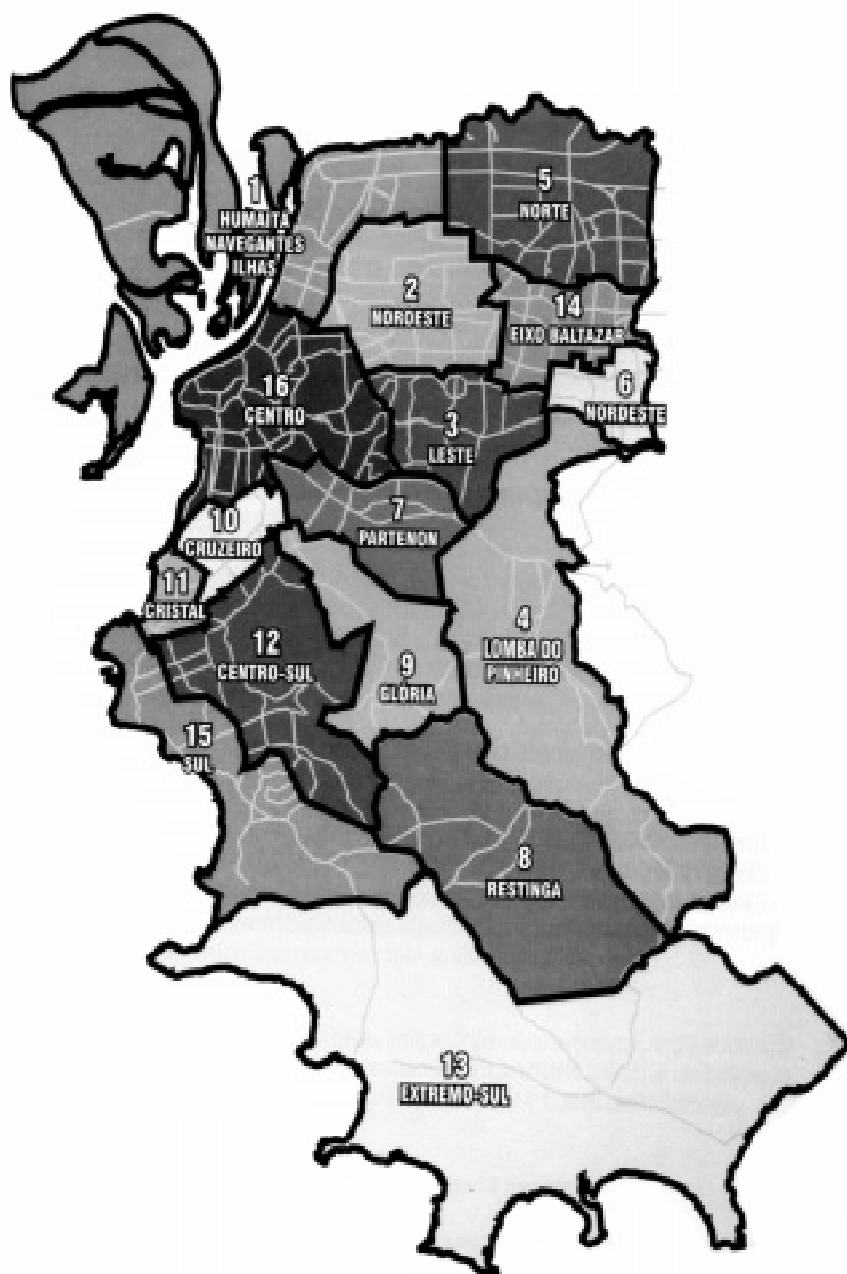 1
HUMAITÁ
NAVEGANTES
ILHAS
5
NORTE
2
NORDESTE
14
EIXO BALTAZAR
6
NORDESTE
16
CENTRO
3
LESTE
7
PARTENON
10
CRUZEIRO
11
CRISTAL
12
CENTRO-SUL
9
GLÓRIA
4
LOMBA DO
PINHEIRO
15
SUL
8
RESTINGA
13
EXTREMO-SUL